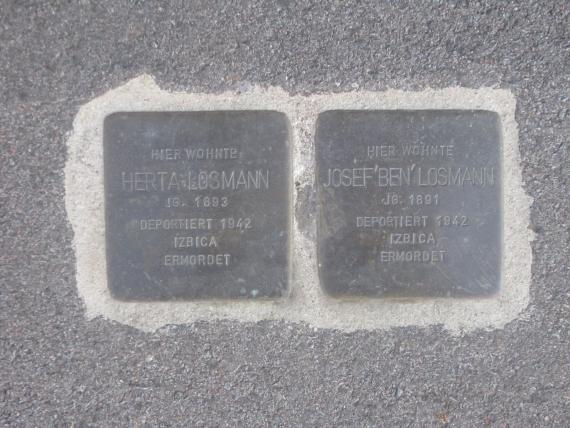 HIER WOHNTE
HERTA LOSMANN
JG. 1893
DEPORTIERT 1942
IZBICA
ERMORDET
HIER WOHNTE
JOSEF'BEN'LOSMANN
JG. 1891
DEPORTIERT 1942
IZBICA
ERMORDET